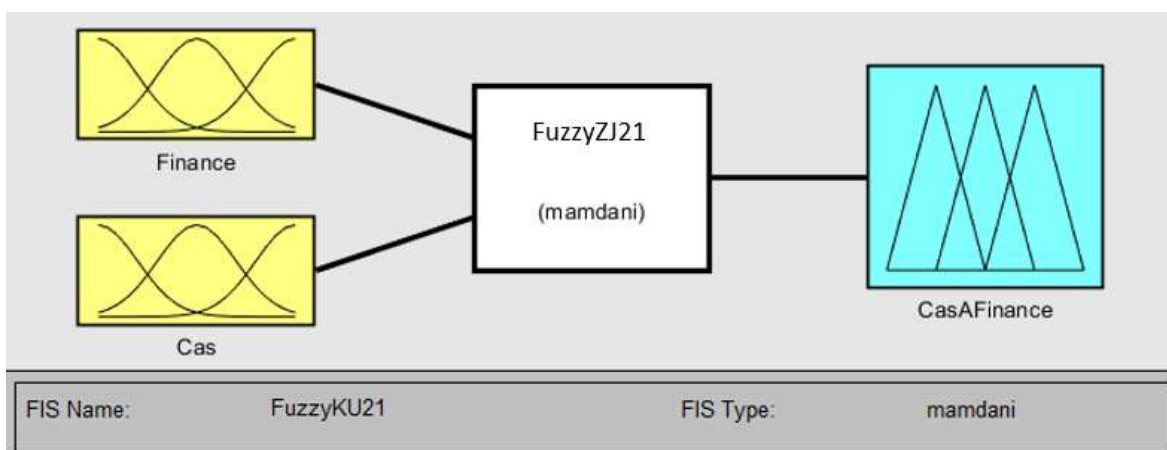 Finance
FuzzyZJ21
(mamdani)
Cas
CasAFinance
FIS Name: FuzzyKU21 FIS Type: mamdani